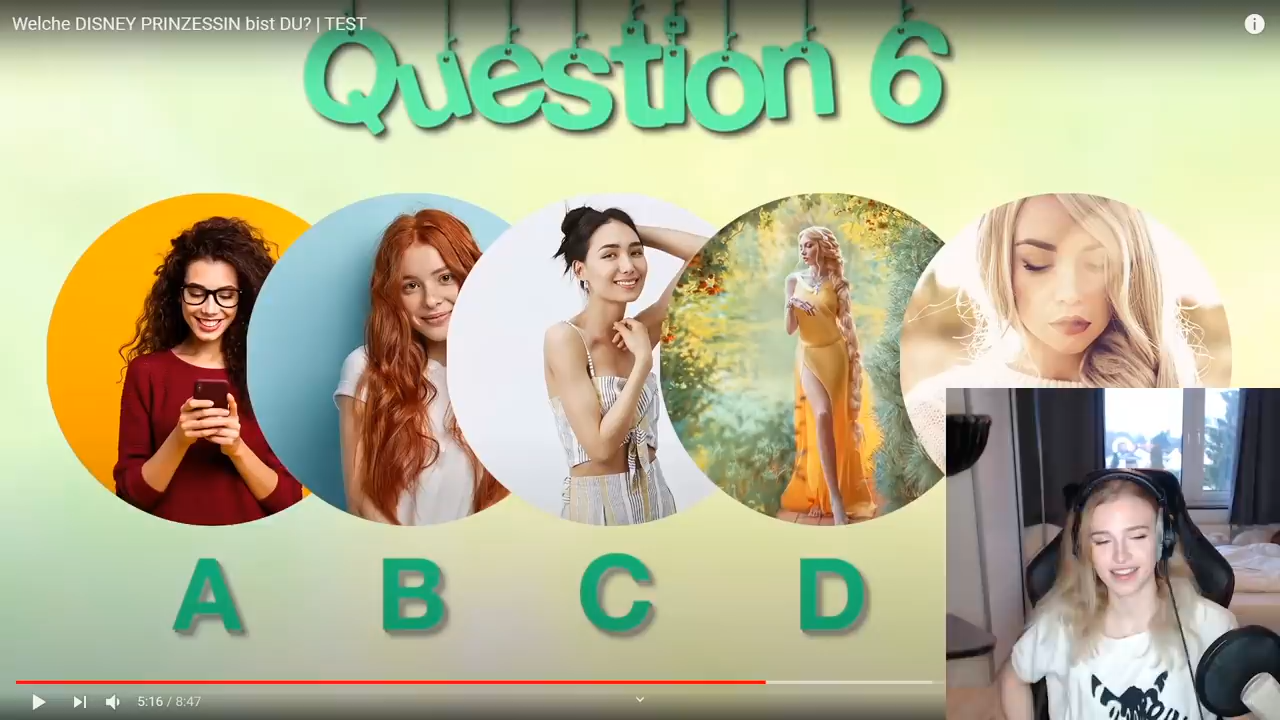 Welche DISNEY PRINZESSIN bist DU? | TEST
Question 6
A B C D
5:16 / 8:47